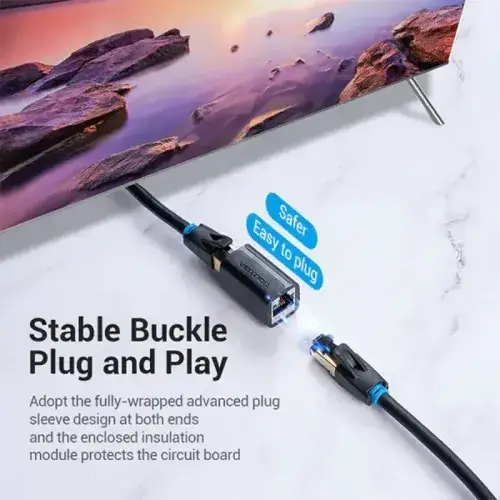 Safer
Easy to plug
VENTION
Stable Buckle
Plug and Play
Adopt the fully-wrapped advanced plug
sleeve design at both ends
and the enclosed insulation
module protects the circuit board